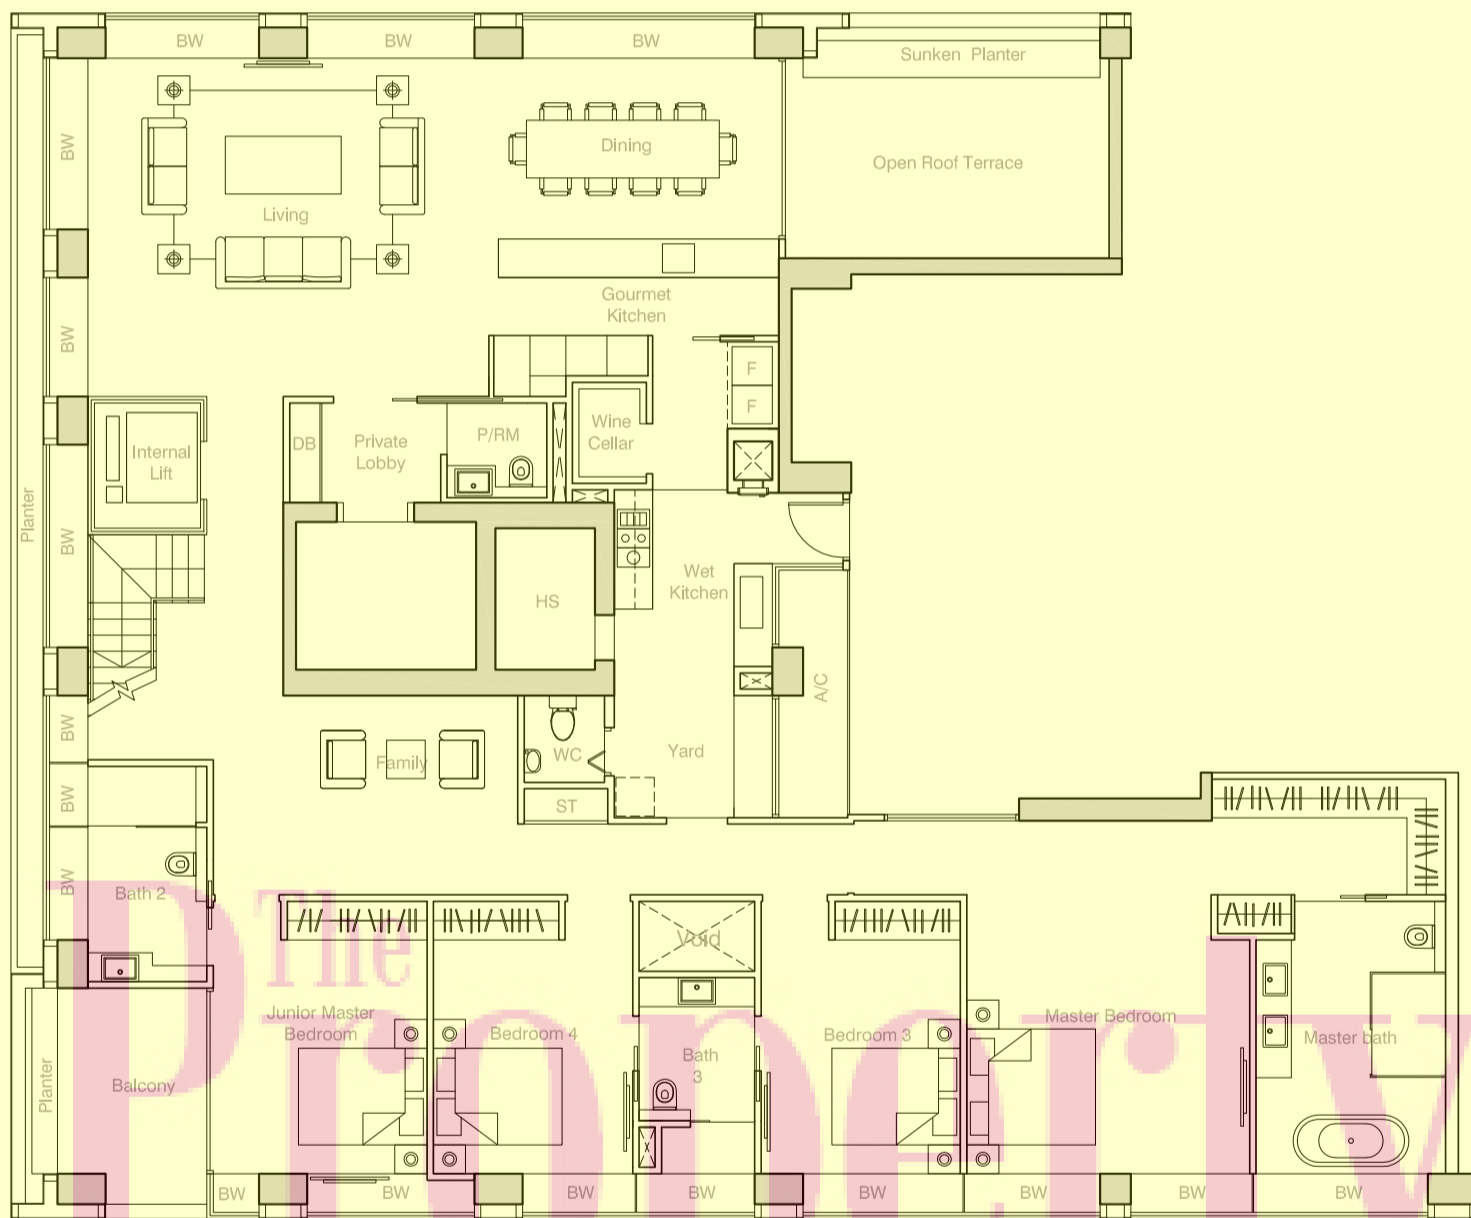 BW
BW
BW
Sunken Planter
BW
Dining
Open Roof Terrace
Living
Gourmet
Kitchen
BW
F
F
Wine
Cellar
P/RM
DB
Private
Lobby
Internal
Lift
Planter
BW
Wet
Kitchen
HS
A/C
BW
Family
WC
Yard
ST
BW
BW
Bath 2
Void
Junior Master
Bedroom
Bedroom 4
Bath
3
Bedroom 3
Master Bedroom
Master bath
Planter
Balcony
BW
BW
BW
BW
BW
BW
BW
BW
The
Property